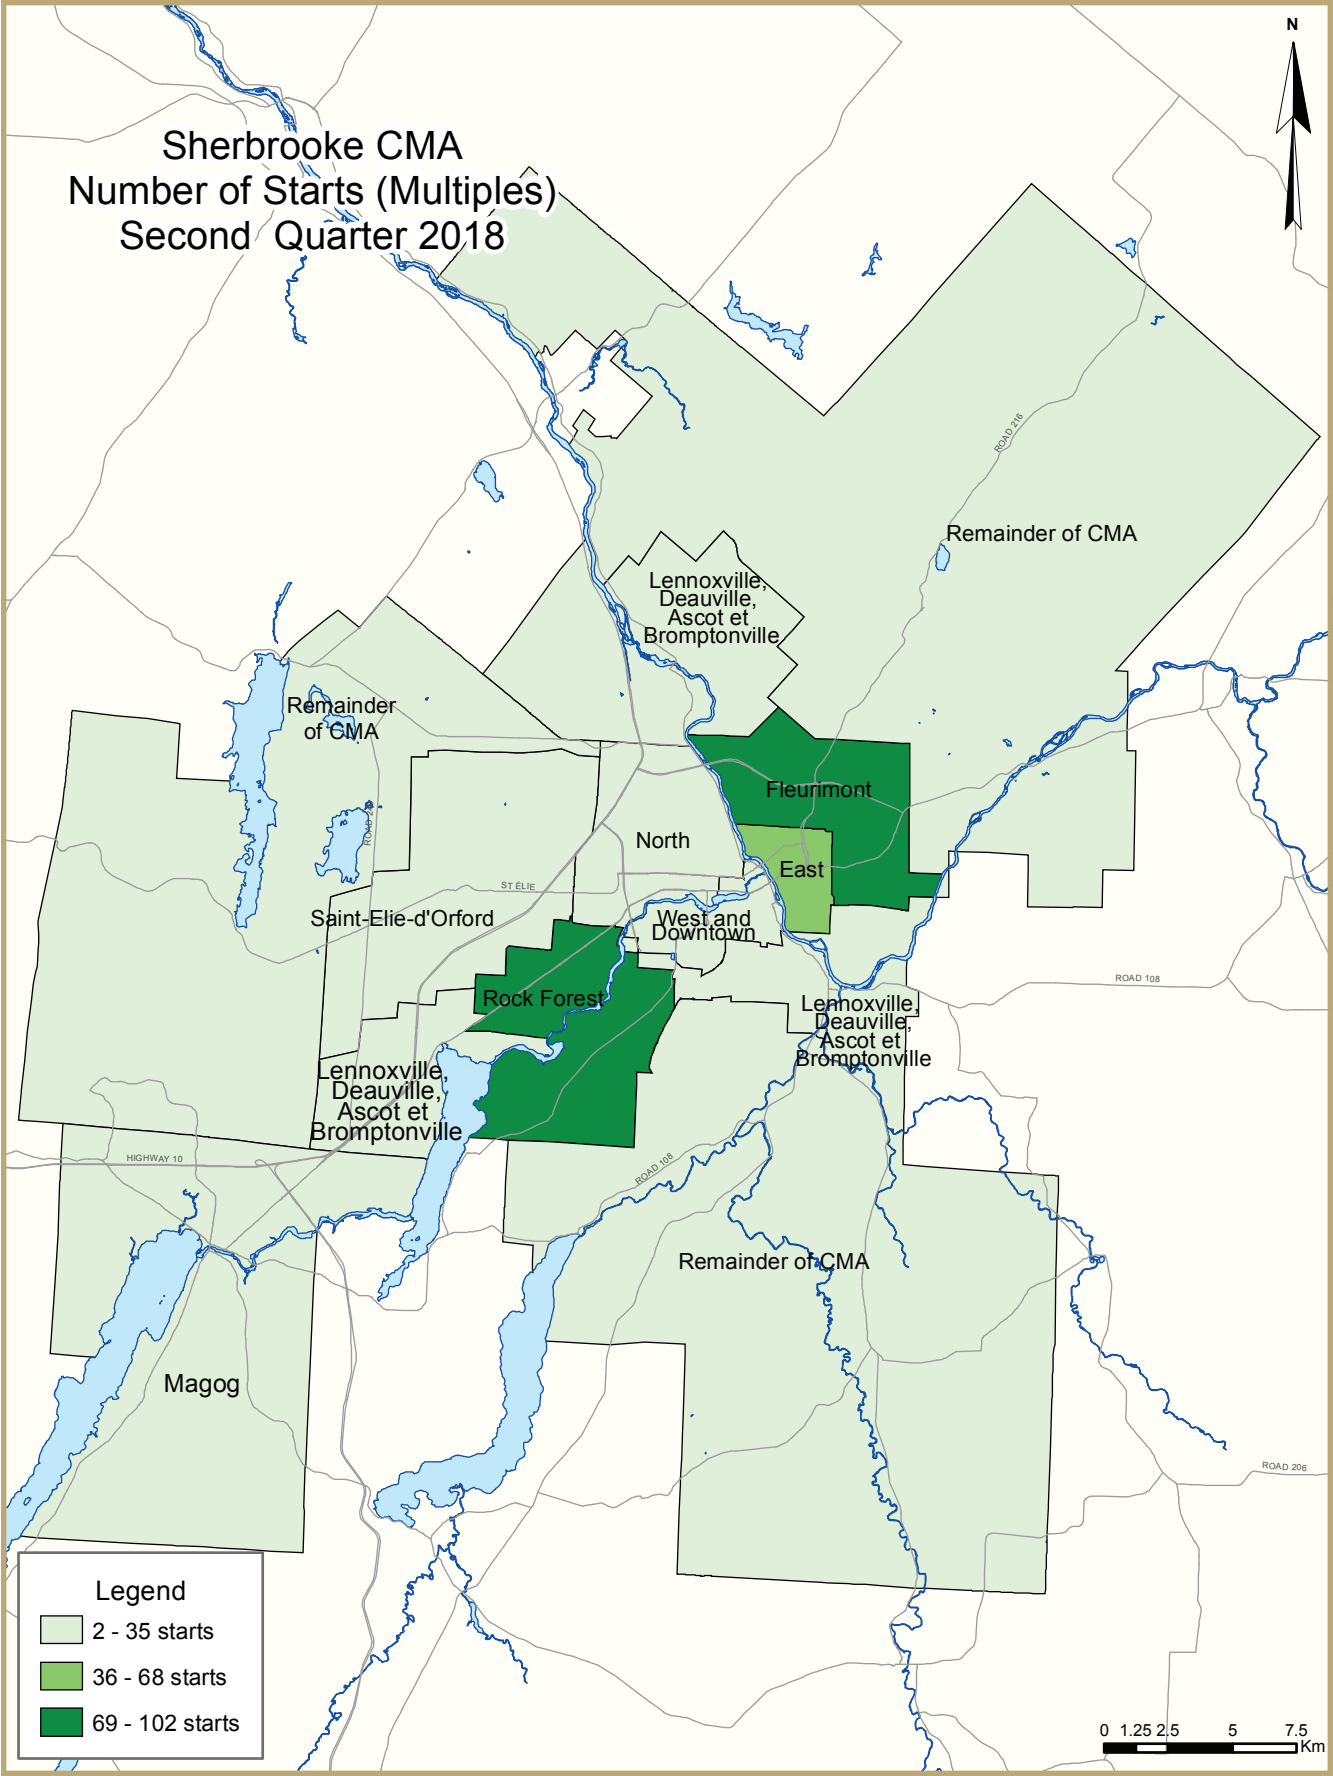 N
Sherbrooke CMA
Number of Starts (Multiples)
Second Quarter 2018
ROAD 216
Remainder of CMA
Lennoxville,
Deauville,
Ascot et
Bromptonville
Remainder
of CMA
Fleurimont
North
East
ST ÉLIE
Saint-Elie-d'Orford
West and
Downtown
ROAD 108
Rock Forest
Lennoxville,
Deauville,
Ascot et
Bromptonville
Lennoxville,
Deauville,
Ascot et
Bromptonville
HIGHWAY 10
ROAD 108
Remainder of CMA
Magog
ROAD 206
Legend
2 - 35 starts
36 - 68 starts
69 - 102 starts
0 1.25 2.5 5 7.5
Km